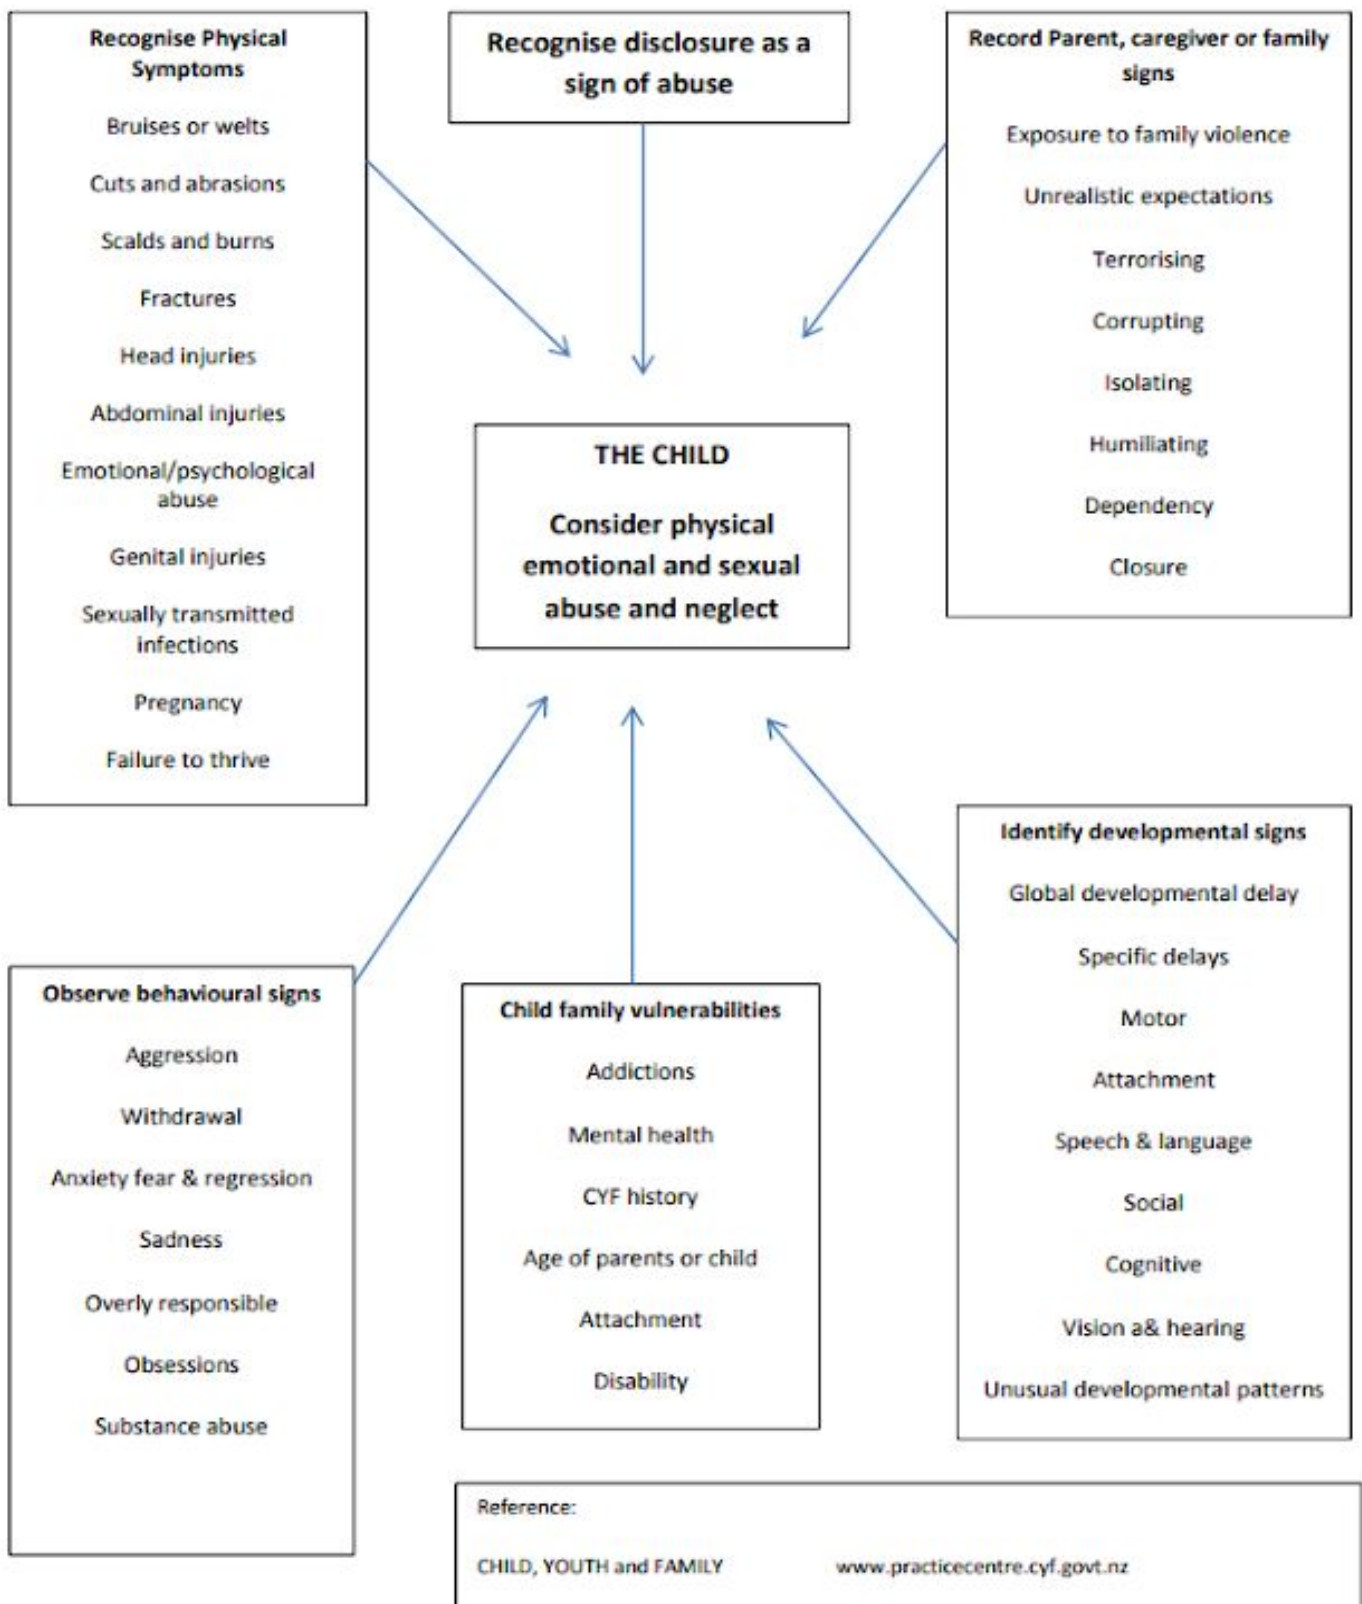 Recognise Physical
Symptoms
Bruises or welts
Cuts and abrasions
Scalds and burns
Fractures
Head injuries
Abdominal injuries
Emotional/psychological
abuse
Genital injuries
Sexually transmitted
infections
Pregnancy
Failure to thrive
Recognise disclosure as a
sign of abuse
Record Parent, caregiver or family
signs
Exposure to family violence
Unrealistic expectations
Terrorising
Corrupting
Isolating
Humiliating
Dependency
Closure
THE CHILD
Consider physical
emotional and sexual
abuse and neglect
Observe behavioural signs
Aggression
Withdrawal
Anxiety fear & regression
Sadness
Overly responsible
Obsessions
Substance abuse
Child family vulnerabilities
Addictions
Mental health
CYF history
Age of parents or child
Attachment
Disability
Identify developmental signs
Global developmental delay
Specific delays
Motor
Attachment
Speech & language
Social
Cognitive
Vision a& hearing
Unusual developmental patterns
Reference:
CHILD, YOUTH and FAMILY www.practicecentre.cyf.govt.nz